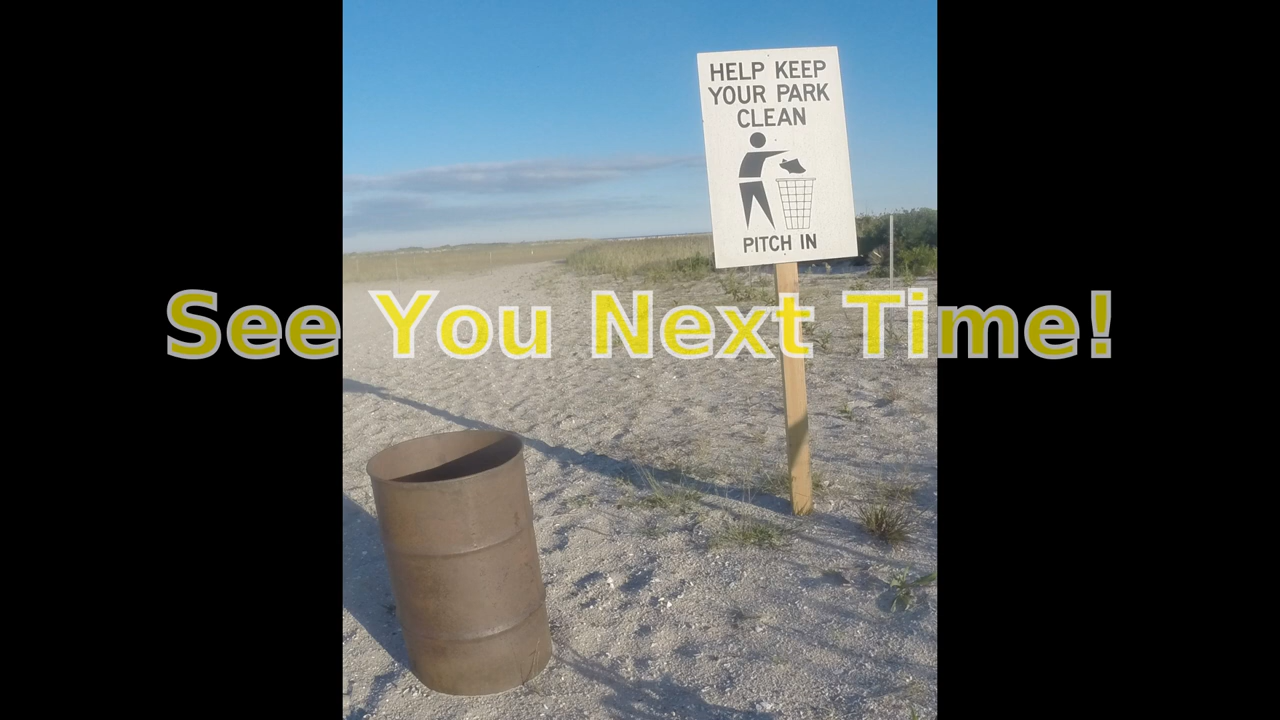 HELP KEEP
YOUR PARK
CLEAN
PITCH IN
See You Next Time!